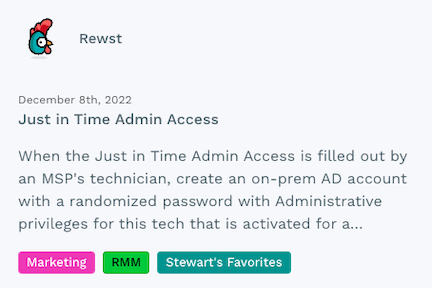 Rewst
December 8th, 2022
Just in Time Admin Access
When the Just in Time Admin Access is filled out by
an MSP's technician, create an on-prem AD account
with a randomized password with Administrative
privileges for this tech that is activated for a...
Marketing RMM Stewart's Favorites